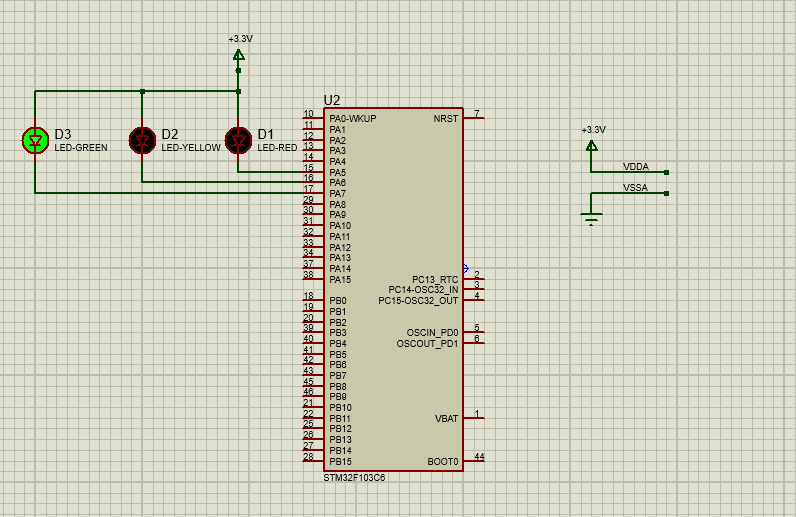 +3.3V
U2
D3
LED-GREEN
D2
LED-YELLOW
D1
LED-RED
10 PA0-WKUP
11 PA1
12 PA2
13 PA3
14 PA4
15 PA5
16 PA6
17 PA7
29 PA8
30 PA9
31 PA10
32 PA11
33 PA12
34 PA13
37 PA14
38 PA15
18 PB0
19 PB1
20 PB2
39 PB3
40 PB4
41 PB5
42 PB6
43 PB7
45 PB8
46 PB9
21 PB10
22 PB11
25 PB12
26 PB13
27 PB14
28 PB15
NRST 7
PC13_RTC 2
PC14-OSC32_IN 3
PC15-OSC32_OUT 4
OSCIN_PD0 5
OSCOUT_PD1 6
VBAT 1
BOOT0 44
STM32F103C6
+3.3V
VDDA
VSSA